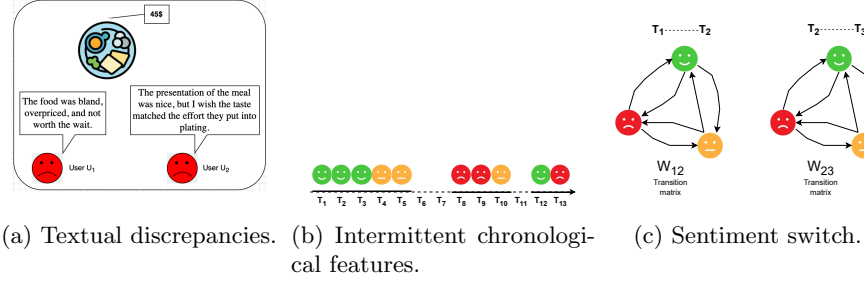 45$
The food was bland,
overpriced, and not
worth the wait.
The presentation of the meal
was nice, but I wish the taste
matched the effort they put into
plating.
User U1
User U2
(a) Textual discrepancies.
T1 T2 T3 T4 T5 T6 T7 T8 T9 T10 T11 T12 T13
(b) Intermittent chronologi-
cal features.
T1 T2
W12
Transition
matrix
T2 T3
W23
Transition
matrix
(c) Sentiment switch.